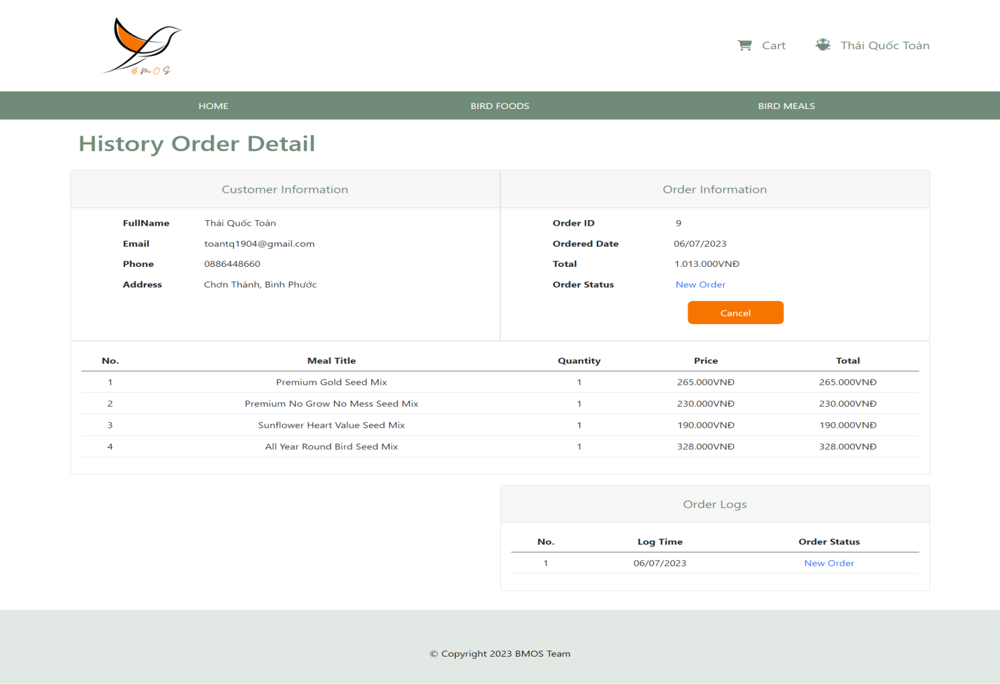 BMOS
Cart
Thái Quốc Toàn
HOME
BIRD FOODS
BIRD MEALS
History Order Detail
Customer Information
FullName Thái Quốc Toàn
Email toantq1904@gmail.com
Phone 0886448660
Address Chơn Thành, Bình Phước
Order Information
Order ID 9
Ordered Date 06/07/2023
Total 1.013.000VNĐ
Order Status New Order
Cancel
No. Meal Title Quantity Price Total
1 Premium Gold Seed Mix 1 265.000VNĐ 265.000VNĐ
2 Premium No Grow No Mess Seed Mix 1 230.000VNĐ 230.000VNĐ
3 Sunflower Heart Value Seed Mix 1 190.000VNĐ 190.000VNĐ
4 All Year Round Bird Seed Mix 1 328.000VNĐ 328.000VNĐ
Order Logs
No. Log Time Order Status
1 06/07/2023 New Order
© Copyright 2023 BMOS Team